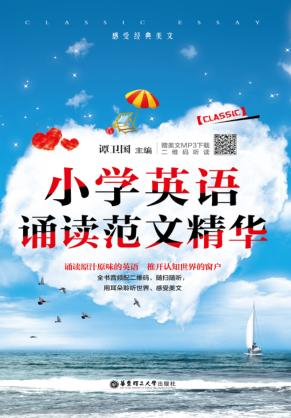 CLASSIC ESSAY
感受经典美文
【CLASSIC】
谭卫国 主编
赠美文MP3下载
二维码听读
小学英语
诵读范文精华
诵读原汁原味的英语 推开认知世界的窗户
全书音频配二维码，随扫随听，
用耳朵聆听世界、感受美文
華東理工大學出版社